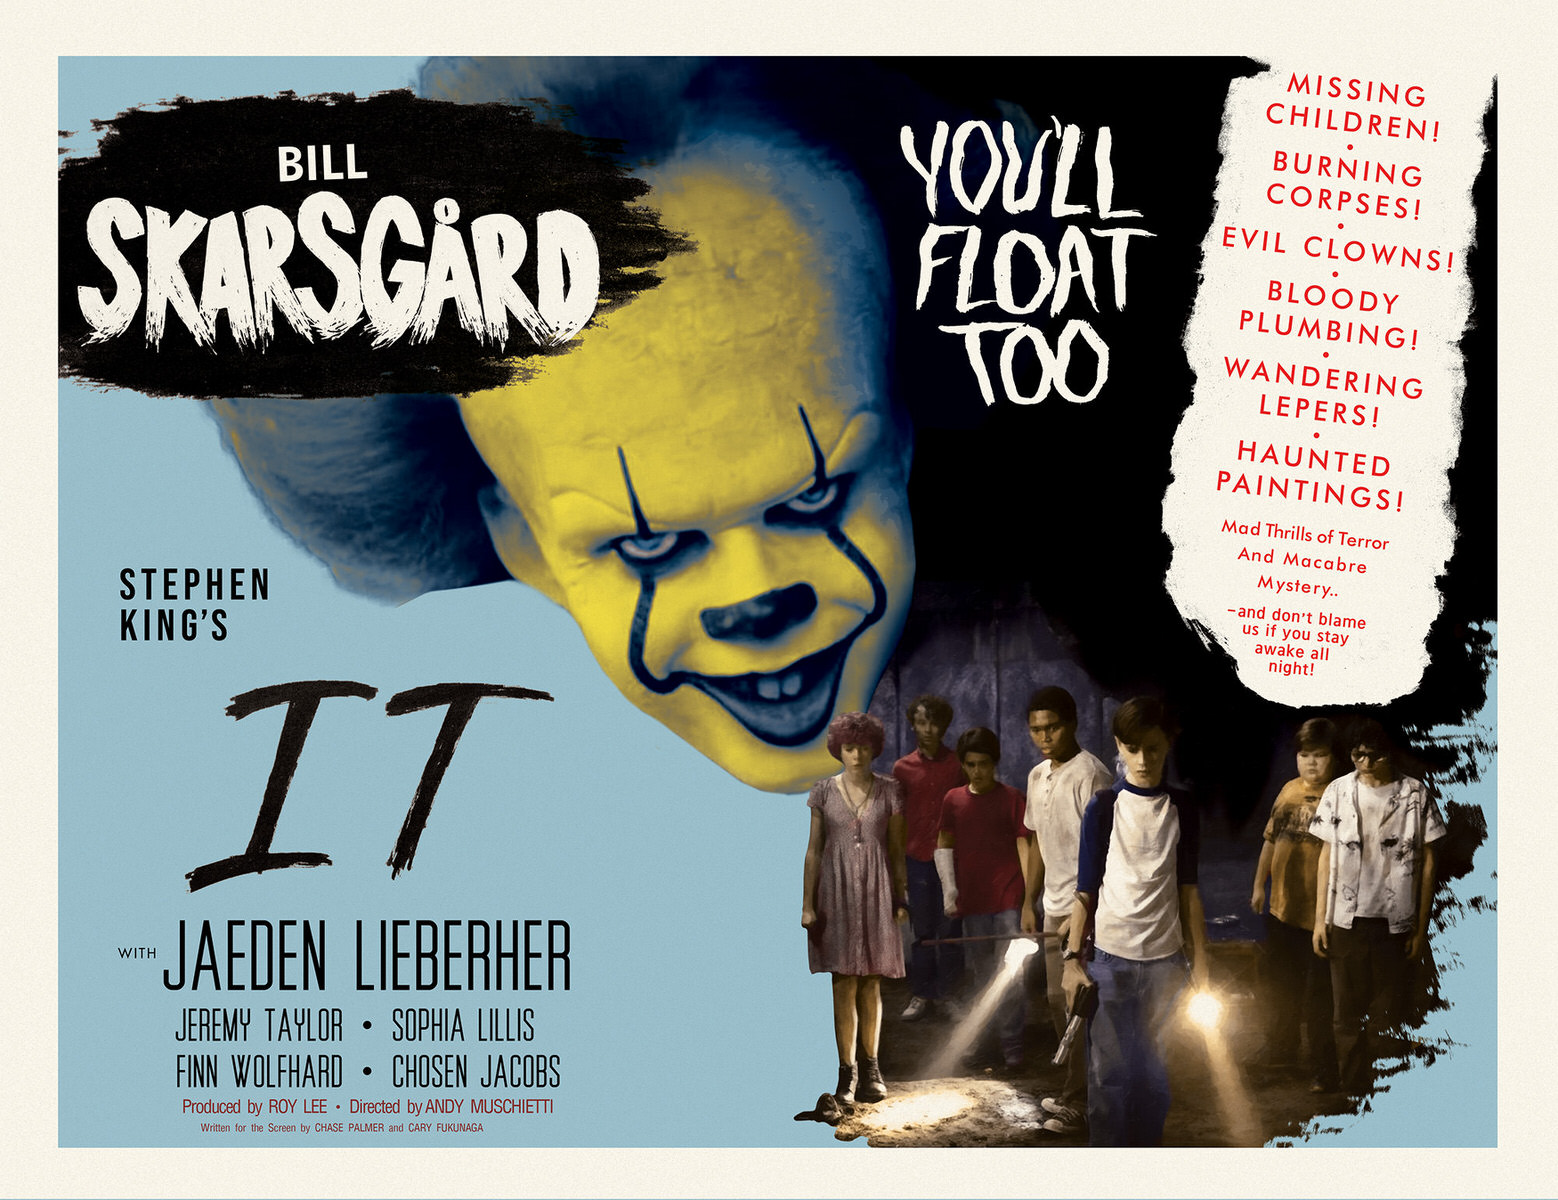 BILL
SKARSGÅRD
YOU'LL
FLOAT
TOO
MISSING
CHILDREN!
•
BURNING
CORPSES!
•
EVIL CLOWNS!
•
BLOODY
PLUMBING!
•
WANDERING
LEPERS!
•
HAUNTED
PAINTINGS!
Mad Thrills of Terror
And Macabre
Mystery..
–and don't blame
us if you stay
awake all
night!
STEPHEN
KING'S
IT
WITH JAEDEN LIEBERHER
JEREMY TAYLOR • SOPHIA LILLIS
FINN WOLFHARD • CHOSEN JACOBS
Produced by ROY LEE • Directed by ANDY MUSCHIETTI
Written for the Screen by CHASE PALMER and CARY FUKUNAGA